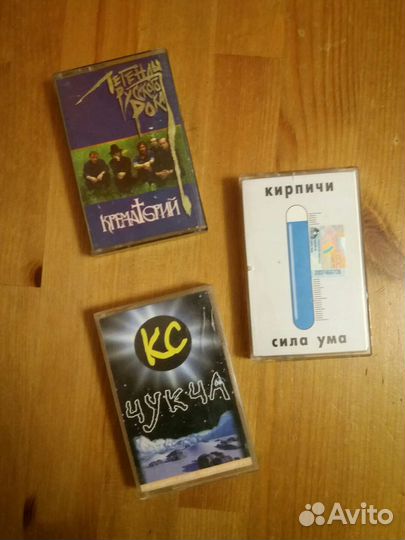 Легенды
Русского
Рока
КРЕМАТОРИЙ
кирпичи
сила ума
КС
ЧУКЧА
Avito